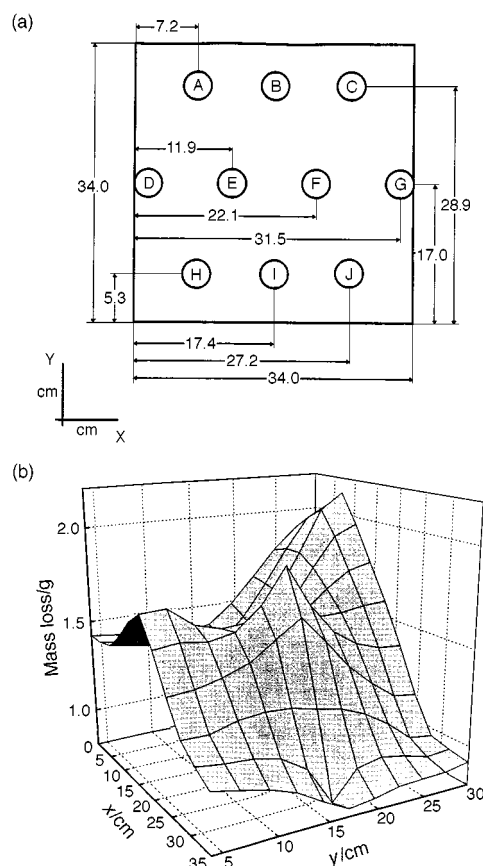 (a)
7.2
A B C
11.9
D E F G
34.0
22.1
28.9
31.5
17.0
H I J
5.3
17.4
27.2
34.0
Y
cm
cm X
(b)
2.0
1.5
1.0
0
Mass loss/g
5
10
15
20
25
30
35
x/cm
5
10
15
20
25
30
y/cm